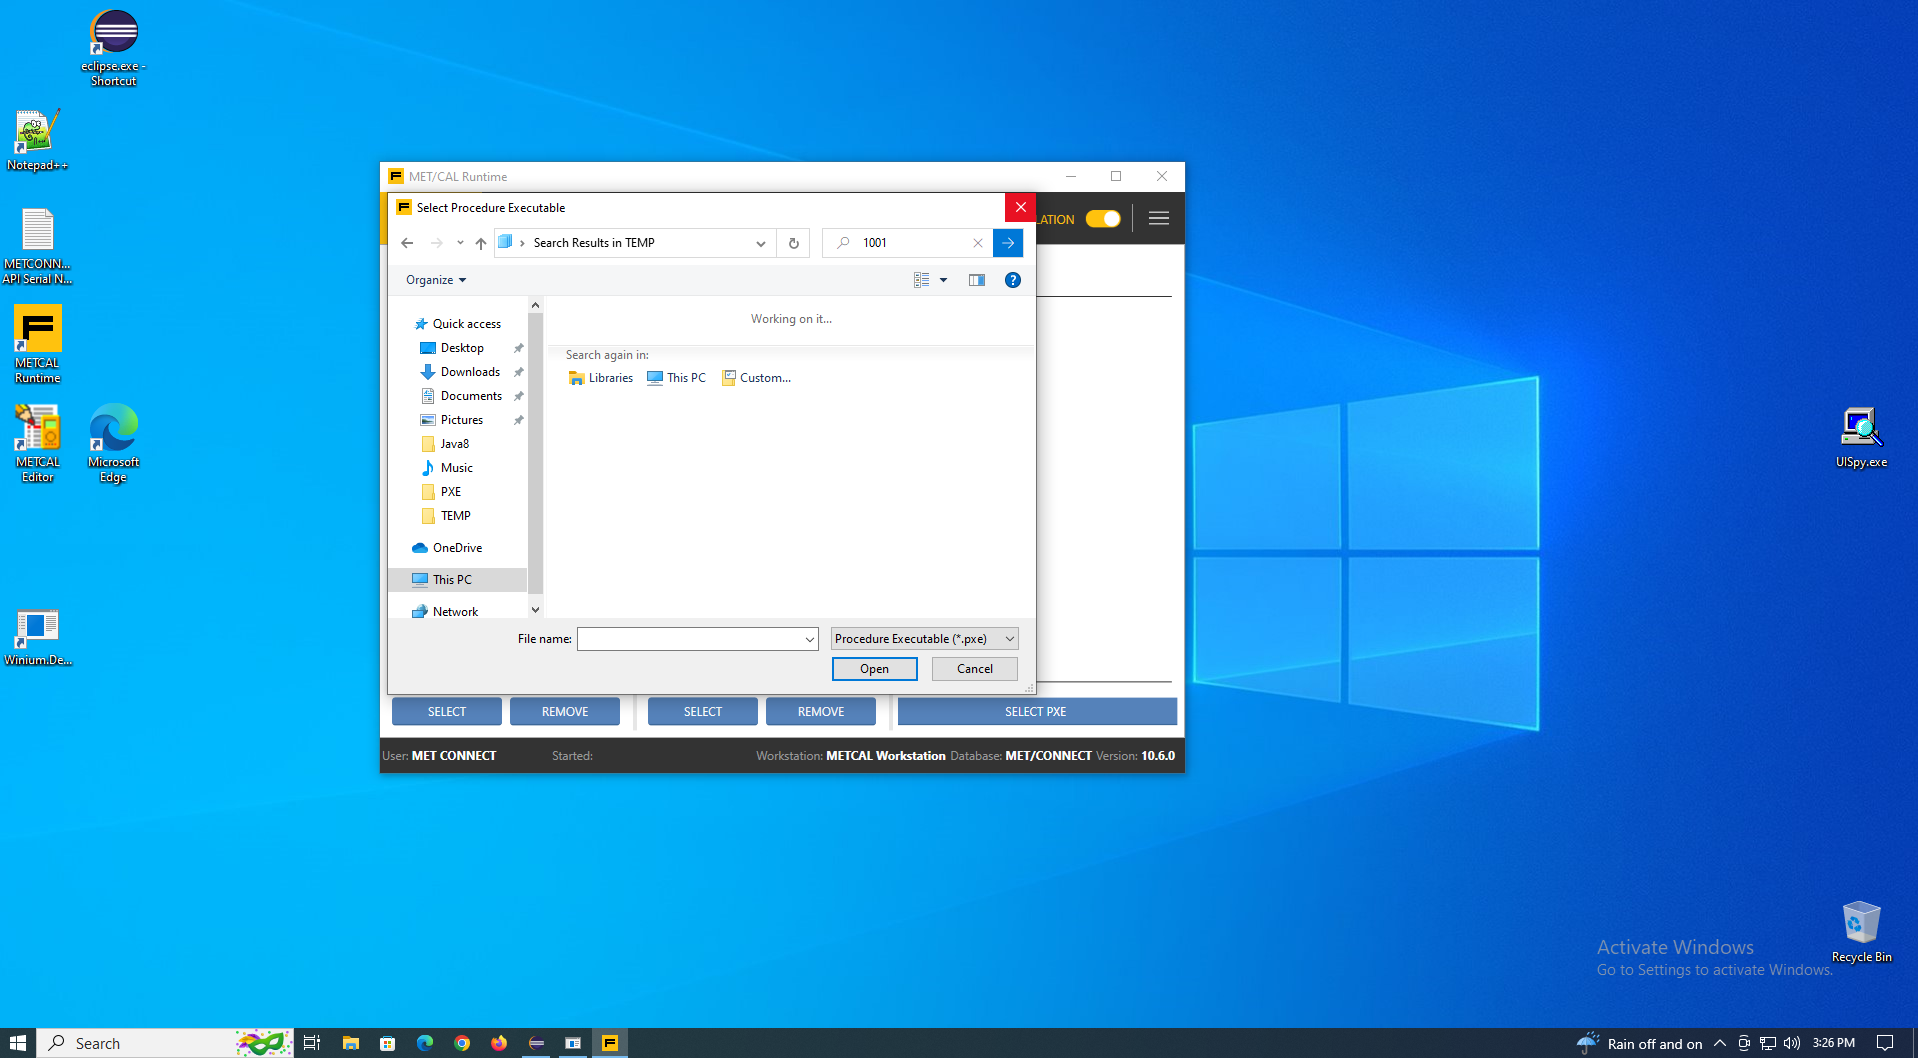 eclipse.exe -
Shortcut
Notepad++
METCONN...
API Serial N...
METCAL
Runtime
METCAL
Editor
Microsoft
Edge
Winium.De...
MET/CAL Runtime
Select Procedure Executable
LATION
Search Results in TEMP
1001
Organize
Quick access
Desktop
Downloads
Documents
Pictures
Java8
Music
PXE
TEMP
OneDrive
This PC
Network
Working on it...
Search again in:
Libraries This PC Custom...
File name:
Procedure Executable (*.pxe)
Open Cancel
SELECT REMOVE SELECT REMOVE SELECT PXE
User: MET CONNECT Started: Workstation: METCAL Workstation Database: MET/CONNECT Version: 10.6.0
UISpy.exe
Activate Windows
Go to Settings to activate Windows.
Recycle Bin
Search
Rain off and on 3:26 PM